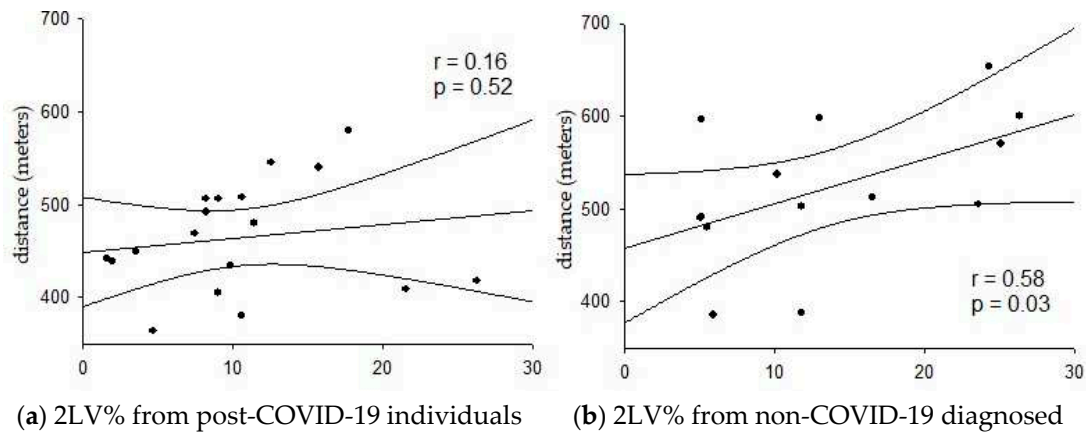 700
600
500
400
distance (meters)
r = 0.16
p = 0.52
0 10 20 30
(a) 2LV% from post-COVID-19 individuals
700
600
500
400
distance (meters)
r = 0.58
p = 0.03
0 10 20 30
(b) 2LV% from non-COVID-19 diagnosed